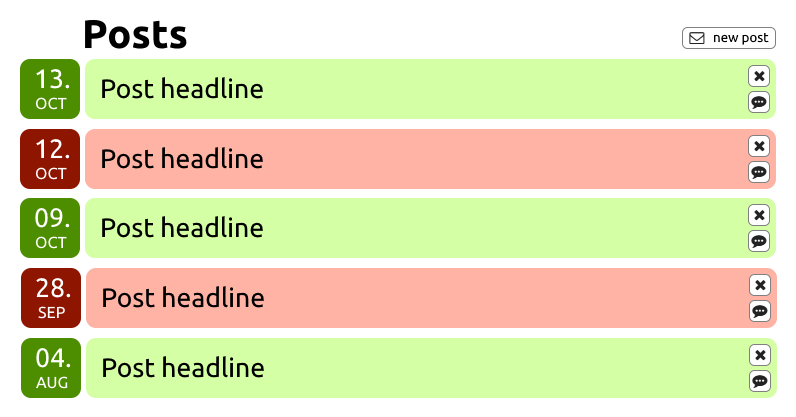 Posts
new post
13.
OCT
Post headline
12.
OCT
Post headline
09.
OCT
Post headline
28.
SEP
Post headline
04.
AUG
Post headline